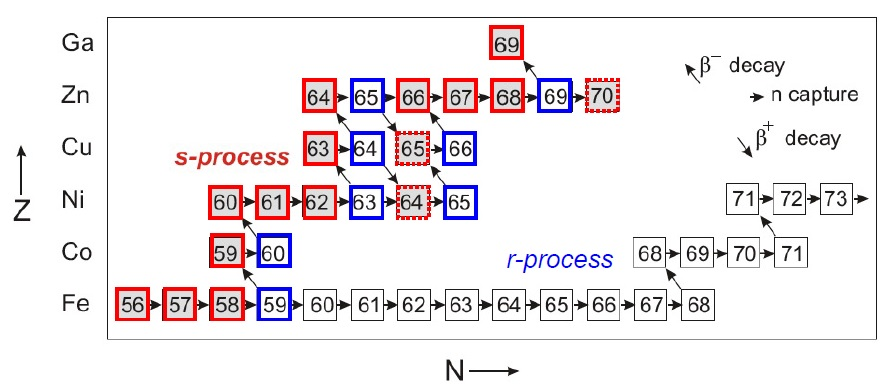 Ga 69
β⁻ decay
Zn 64 65 66 67 68 69 70
n capture
Cu 63 64 65 66
β⁺ decay
s-process
Z
Ni 60 61 62 63 64 65 71 72 73
Co 59 60 68 69 70 71
r-process
Fe 56 57 58 59 60 61 62 63 64 65 66 67 68
N